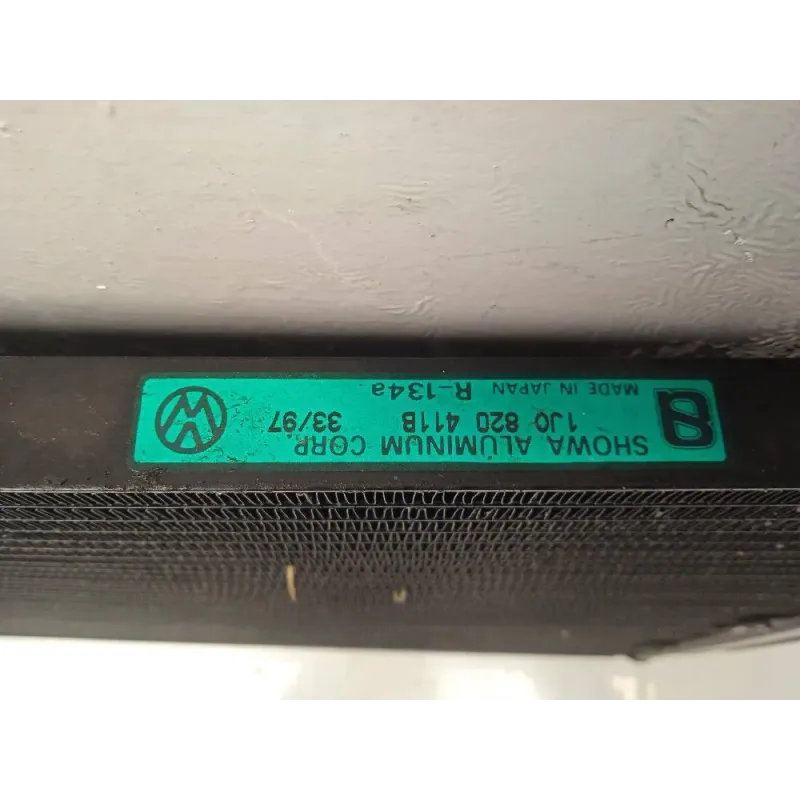 SHOWA ALUMINUM CORP.
1J0 820 411B 33/97
MADE IN JAPAN R-134a